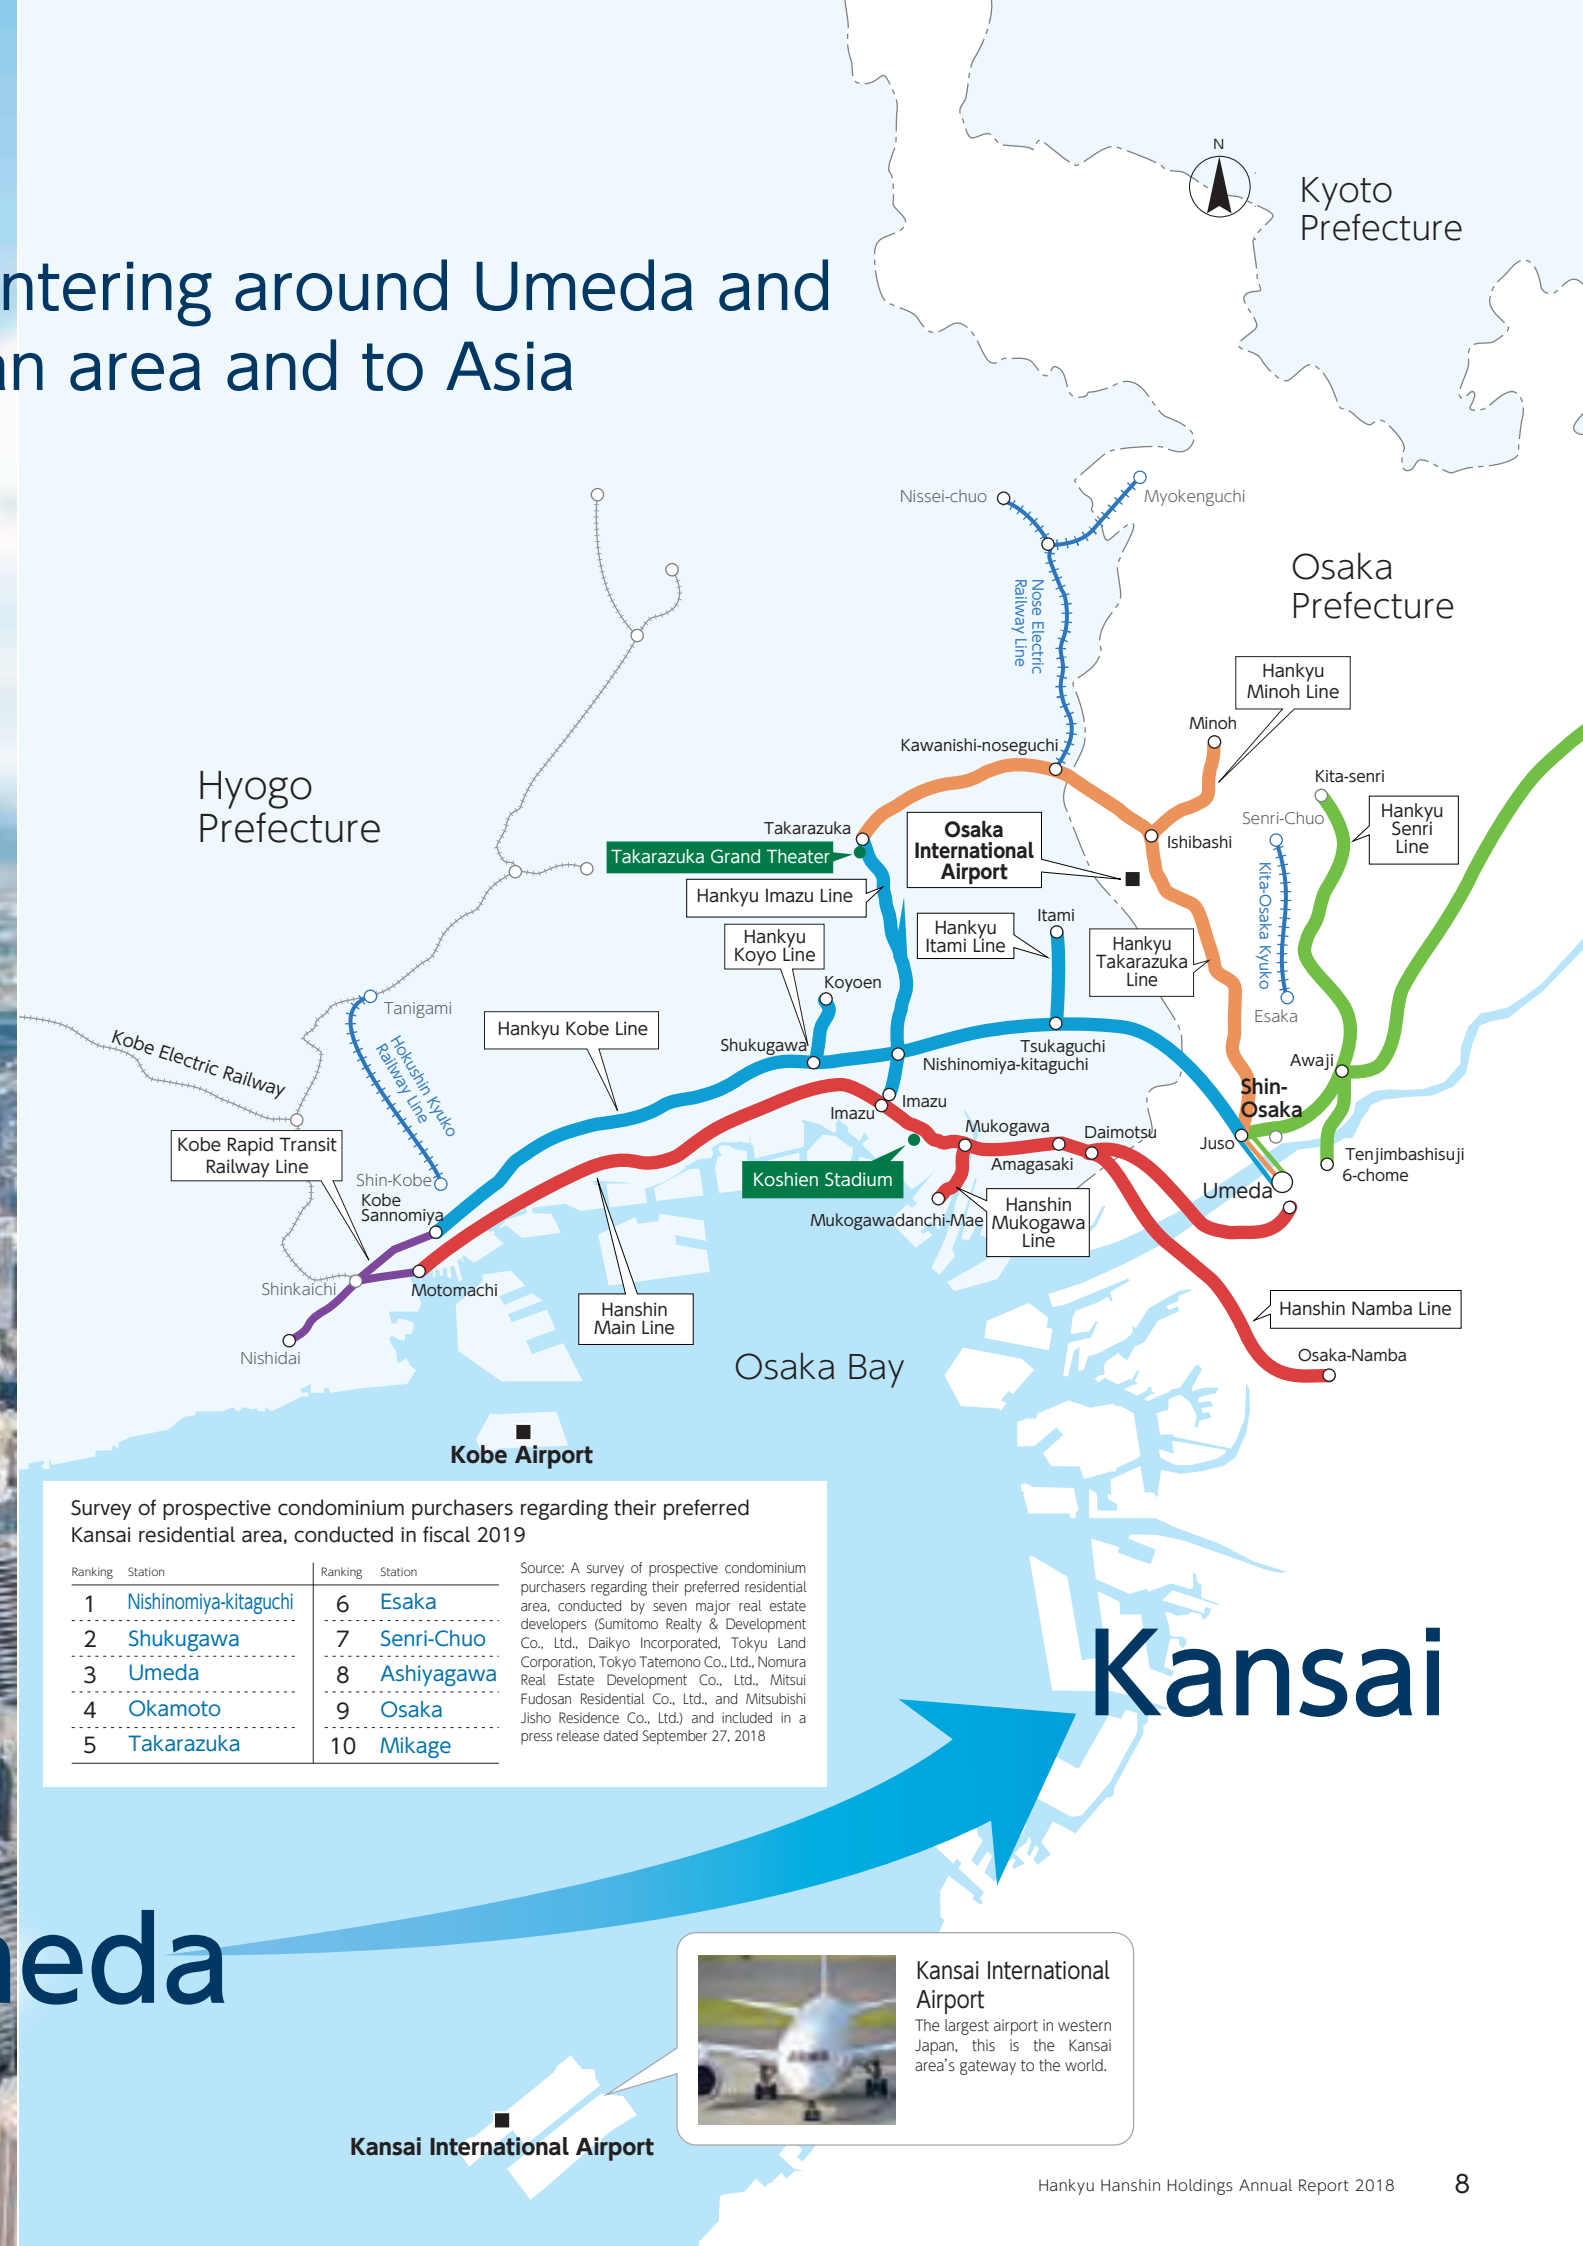 ntering around Umeda and
an area and to Asia
N
Kyoto
Prefecture
Nissei-chuo
Myokenguchi
Osaka
Prefecture
Nose Electric
Railway Line
Hankyu
Minoh Line
Minoh
Kawanishi-noseguchi
Hyogo
Prefecture
Kita-senri
Hankyu
Senri
Line
Senri-Chuo
Takarazuka
Takarazuka Grand Theater
Osaka
International
Airport
Ishibashi
Kita-Osaka Kyuko
Hankyu Imazu Line
Hankyu
Koyo Line
Hankyu
Itami Line
Itami
Hankyu
Takarazuka
Line
Koyoen
Tanigami
Esaka
Hankyu Kobe Line
Kobe Electric Railway
Hokushin Kyuko
Railway Line
Shukugawa
Tsukaguchi
Nishinomiya-kitaguchi
Awaji
Shin-
Osaka
Imazu
Imazu
Mukogawa
Daimotsu
Juso
Kobe Rapid Transit
Railway Line
Amagasaki
Tenjimbashisuji
6-chome
Koshien Stadium
Shin-Kobe
Kobe
Sannomiya
Umeda
Mukogawadanchi-Mae
Hanshin
Mukogawa
Line
Shinkaichi
Motomachi
Hanshin
Main Line
Hanshin Namba Line
Nishidai
Osaka Bay
Osaka-Namba
Kobe Airport
Survey of prospective condominium purchasers regarding their preferred
Kansai residential area, conducted in fiscal 2019
Ranking Station Ranking Station
1 Nishinomiya-kitaguchi 6 Esaka
2 Shukugawa 7 Senri-Chuo
3 Umeda 8 Ashiyagawa
4 Okamoto 9 Osaka
5 Takarazuka 10 Mikage
Source: A survey of prospective condominium
purchasers regarding their preferred residential
area, conducted by seven major real estate
developers (Sumitomo Realty & Development
Co., Ltd., Daikyo Incorporated, Tokyu Land
Corporation, Tokyo Tatemono Co., Ltd., Nomura
Real Estate Development Co., Ltd., Mitsui
Fudosan Residential Co., Ltd., and Mitsubishi
Jisho Residence Co., Ltd.) and included in a
press release dated September 27, 2018
Kansai
eda
Kansai International
Airport
The largest airport in western
Japan, this is the Kansai
area's gateway to the world.
Kansai International Airport
Hankyu Hanshin Holdings Annual Report 2018 8